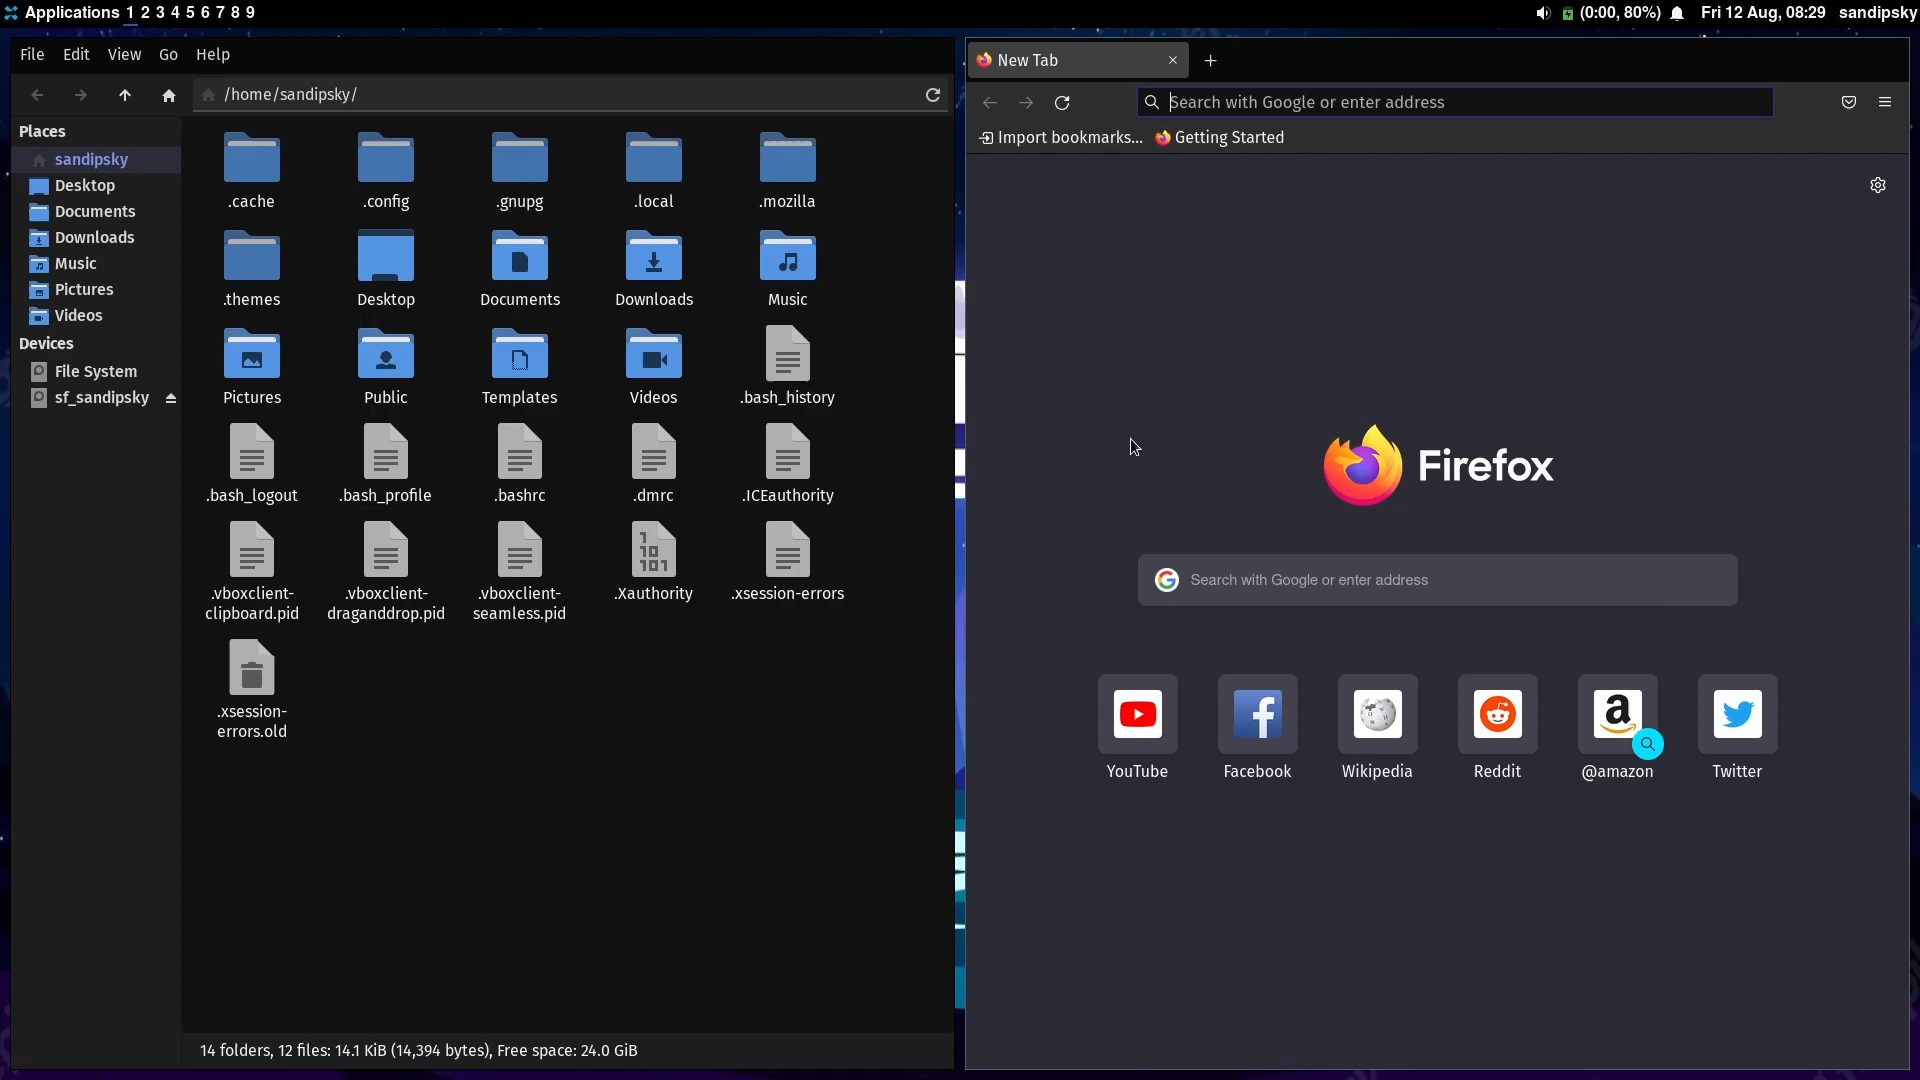 Applications 1 2 3 4 5 6 7 8 9
(0:00, 80%) Fri 12 Aug, 08:29 sandipsky
File Edit View Go Help
/home/sandipsky/
Places
sandipsky
Desktop
Documents
Downloads
Music
Pictures
Videos
Devices
File System
sf_sandipsky
.cache .config .gnupg .local .mozilla
.themes Desktop Documents Downloads Music
Pictures Public Templates Videos .bash_history
.bash_logout .bash_profile .bashrc .dmrc .ICEauthority
.vboxclient-clipboard.pid .vboxclient-draganddrop.pid .vboxclient-seamless.pid .Xauthority .xsession-errors
.xsession-
errors.old
14 folders, 12 files: 14.1 KiB (14,394 bytes), Free space: 24.0 GiB
New Tab
Search with Google or enter address
Import bookmarks... Getting Started
Firefox
Search with Google or enter address
YouTube Facebook Wikipedia Reddit @amazon Twitter